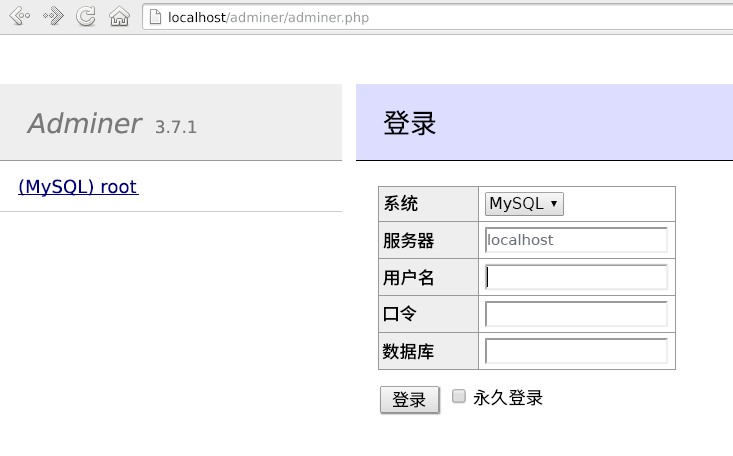 localhost/adminer/adminer.php
Adminer 3.7.1
登录
(MySQL) root
系统 MySQL
服务器 localhost
用户名
口令
数据库
登录 永久登录